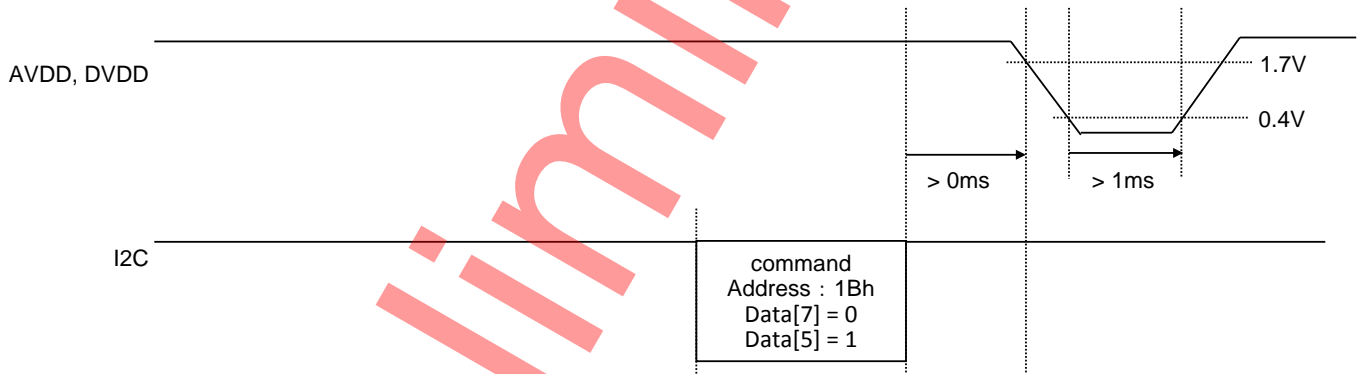 AVDD, DVDD
1.7V
0.4V
> 0ms
> 1ms
I2C
command
Address : 1Bh
Data[7] = 0
Data[5] = 1